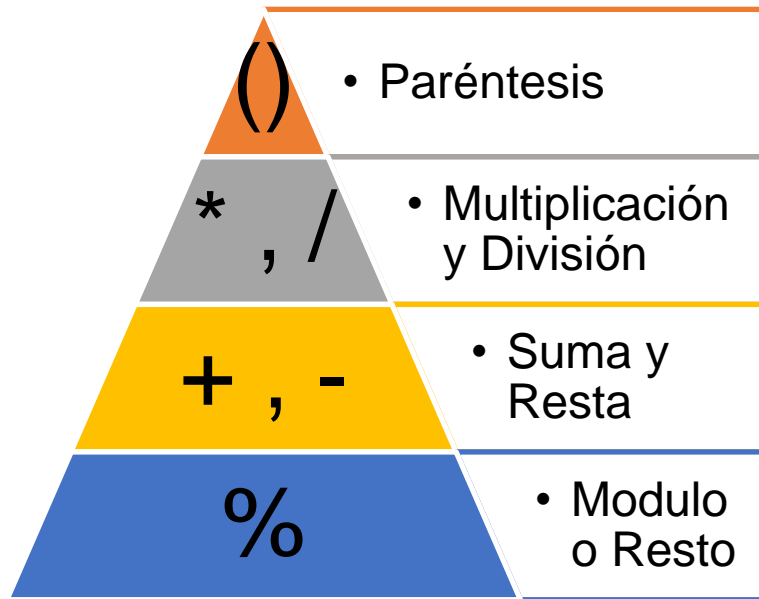 ()
• Paréntesis
* , /
• Multiplicación
y División
+ , -
• Suma y
Resta
%
• Modulo
o Resto